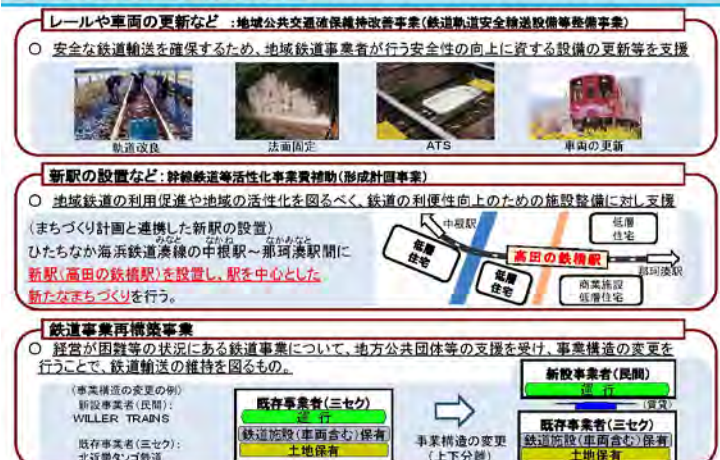 レールや車両の更新など :地域公共交通確保維持改善事業(鉄道軌道安全輸送設備等整備事業)
○ 安全な鉄道輸送を確保するため、地域鉄道事業者が行う安全性の向上に資する設備の更新等を支援
軌道改良
法面固定
ATS
車両の更新
新駅の設置など:幹線鉄道等活性化事業費補助(形成計画事業)
○ 地域鉄道の利用促進や地域の活性化を図るべく、鉄道の利便性向上のための施設整備に対し支援
(まちづくり計画と連携した新駅の設置)
みなと なかね なかみなと
ひたちなか海浜鉄道湊線の中根駅～那珂湊駅間に
新駅(高田の鉄橋駅)を設置し、駅を中心とした
新たなまちづくりを行う。
中根駅
低層
住宅
低層
住宅
高田の鉄橋駅
那珂湊駅
低層
住宅
商業施設
低層住宅
鉄道事業再構築事業
○ 経営が困難等の状況にある鉄道事業について、地方公共団体等の支援を受け、事業構造の変更を
行うことで、鉄道輸送の維持を図るもの。
(事業構造の変更の例)
新設事業者(民間):
WILLER TRAINS
既存事業者(三セク):
北近畿タンゴ鉄道
既存事業者(三セク)
運 行
鉄道施設(車両含む)保有
土地保有
事業構造の変更
(上下分離)
新設事業者(民間)
運 行
(賃貸)
既存事業者(三セク)
鉄道施設(車両含む)保有
土地保有